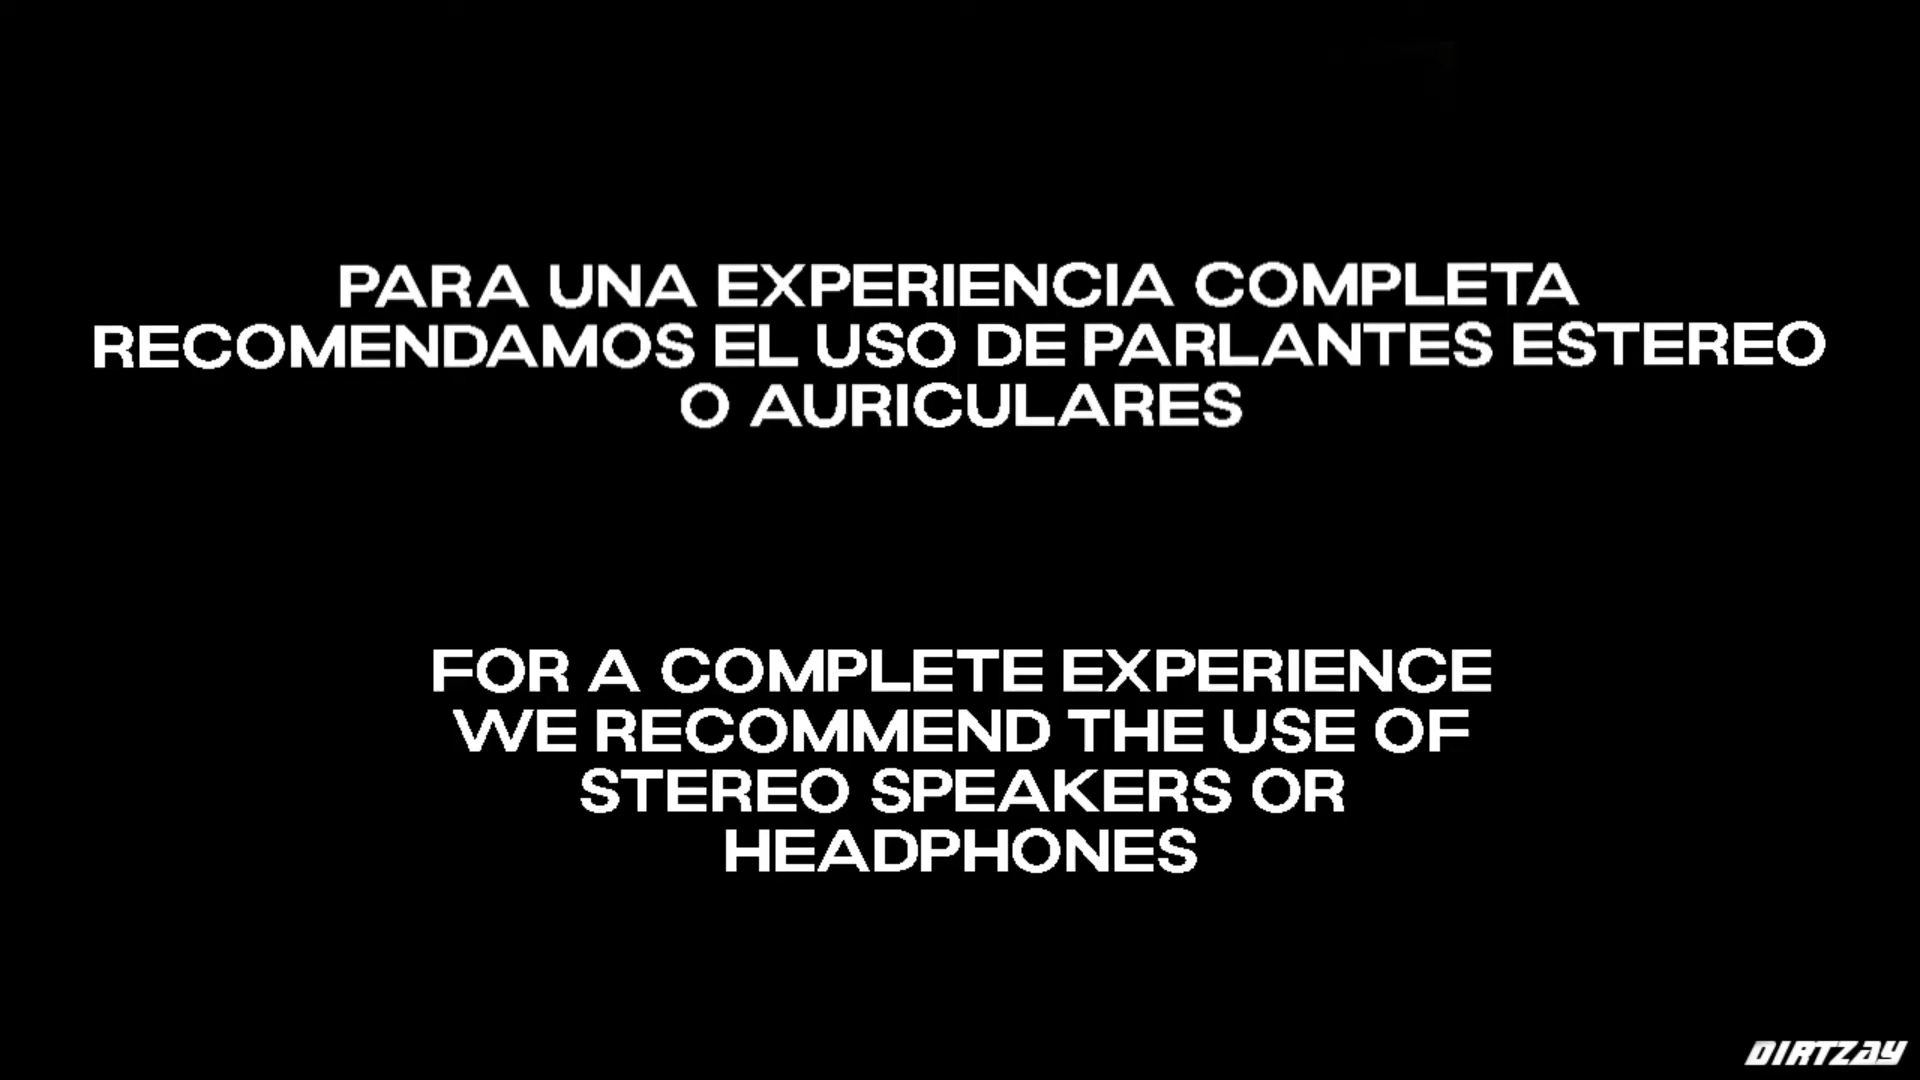 PARA UNA EXPERIENCIA COMPLETA
RECOMENDAMOS EL USO DE PARLANTES ESTEREO
O AURICULARES
FOR A COMPLETE EXPERIENCE
WE RECOMMEND THE USE OF
STEREO SPEAKERS OR
HEADPHONES
DIRTZAY